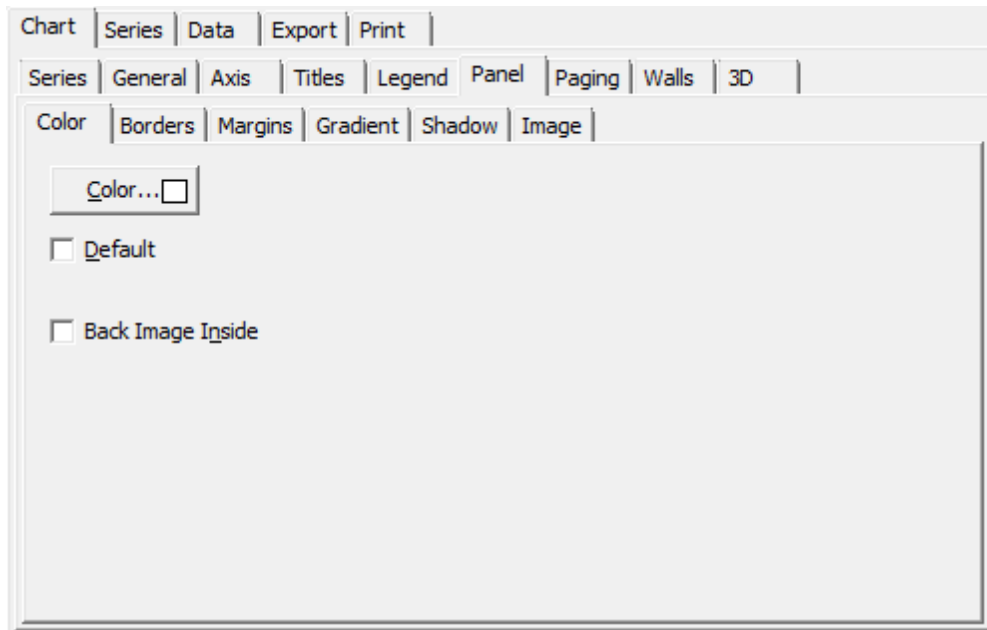 Chart Series Data Export Print
Series General Axis Titles Legend Panel Paging Walls 3D
Color Borders Margins Gradient Shadow Image
Color...
Default
Back Image Inside